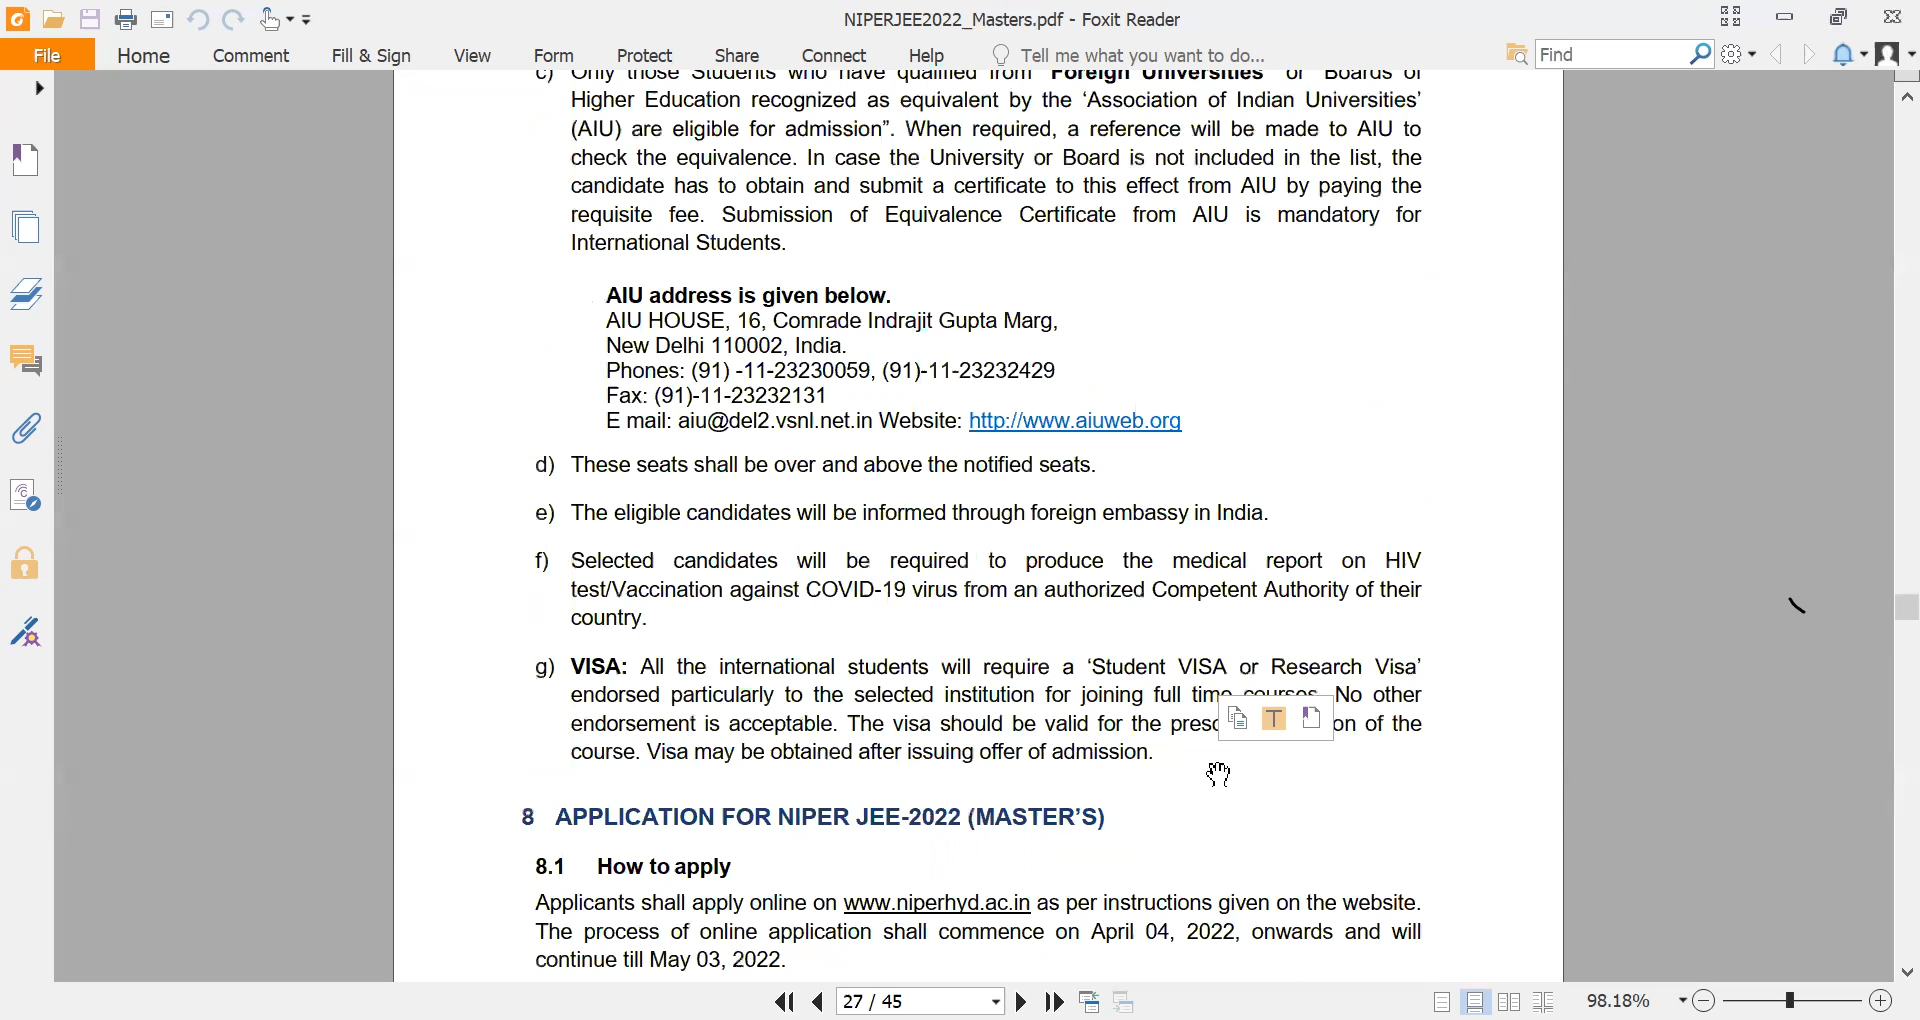 NIPERJEE2022_Masters.pdf - Foxit Reader
File Home Comment Fill & Sign View Form Protect Share Connect Help Tell me what you want to do... Find
c) Only those Students who have qualified from "Foreign Universities" or "Boards of
Higher Education recognized as equivalent by the ‘Association of Indian Universities’
(AIU) are eligible for admission”. When required, a reference will be made to AIU to
check the equivalence. In case the University or Board is not included in the list, the
candidate has to obtain and submit a certificate to this effect from AIU by paying the
requisite fee. Submission of Equivalence Certificate from AIU is mandatory for
International Students.
AIU address is given below.
AIU HOUSE, 16, Comrade Indrajit Gupta Marg,
New Delhi 110002, India.
Phones: (91) -11-23230059, (91)-11-23232429
Fax: (91)-11-23232131
E mail: aiu@del2.vsnl.net.in Website: http://www.aiuweb.org
d) These seats shall be over and above the notified seats.
e) The eligible candidates will be informed through foreign embassy in India.
f) Selected candidates will be required to produce the medical report on HIV
test/Vaccination against COVID-19 virus from an authorized Competent Authority of their
country.
g) VISA: All the international students will require a ‘Student VISA or Research Visa’
endorsed particularly to the selected institution for joining full time courses. No other
endorsement is acceptable. The visa should be valid for the of the
course. Visa may be obtained after issuing offer of admission.
8 APPLICATION FOR NIPER JEE-2022 (MASTER’S)
8.1 How to apply
Applicants shall apply online on www.niperhyd.ac.in as per instructions given on the website.
The process of online application shall commence on April 04, 2022, onwards and will
continue till May 03, 2022.
27 / 45
98.18%